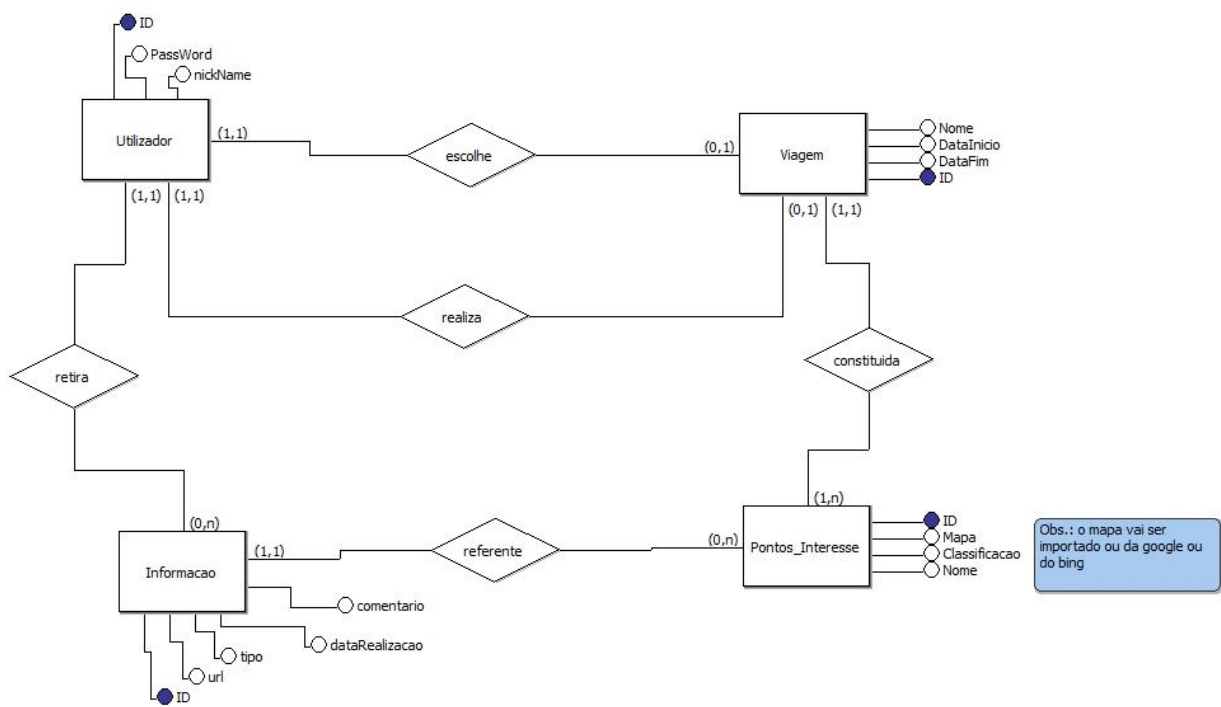 ID
PassWord
nickName
Utilizador
(1,1)
escolhe
(0,1)
Viagem
Nome
DataInicio
DataFim
ID
(1,1)
(1,1)
(0,1)
(1,1)
realiza
retira
constituida
(0,n)
(1,n)
Informacao
(1,1)
referente
(0,n)
Pontos_Interesse
ID
Mapa
Classificacao
Nome
Obs.: o mapa vai ser
importado ou da google ou
do bing
comentario
dataRealizacao
tipo
url
ID